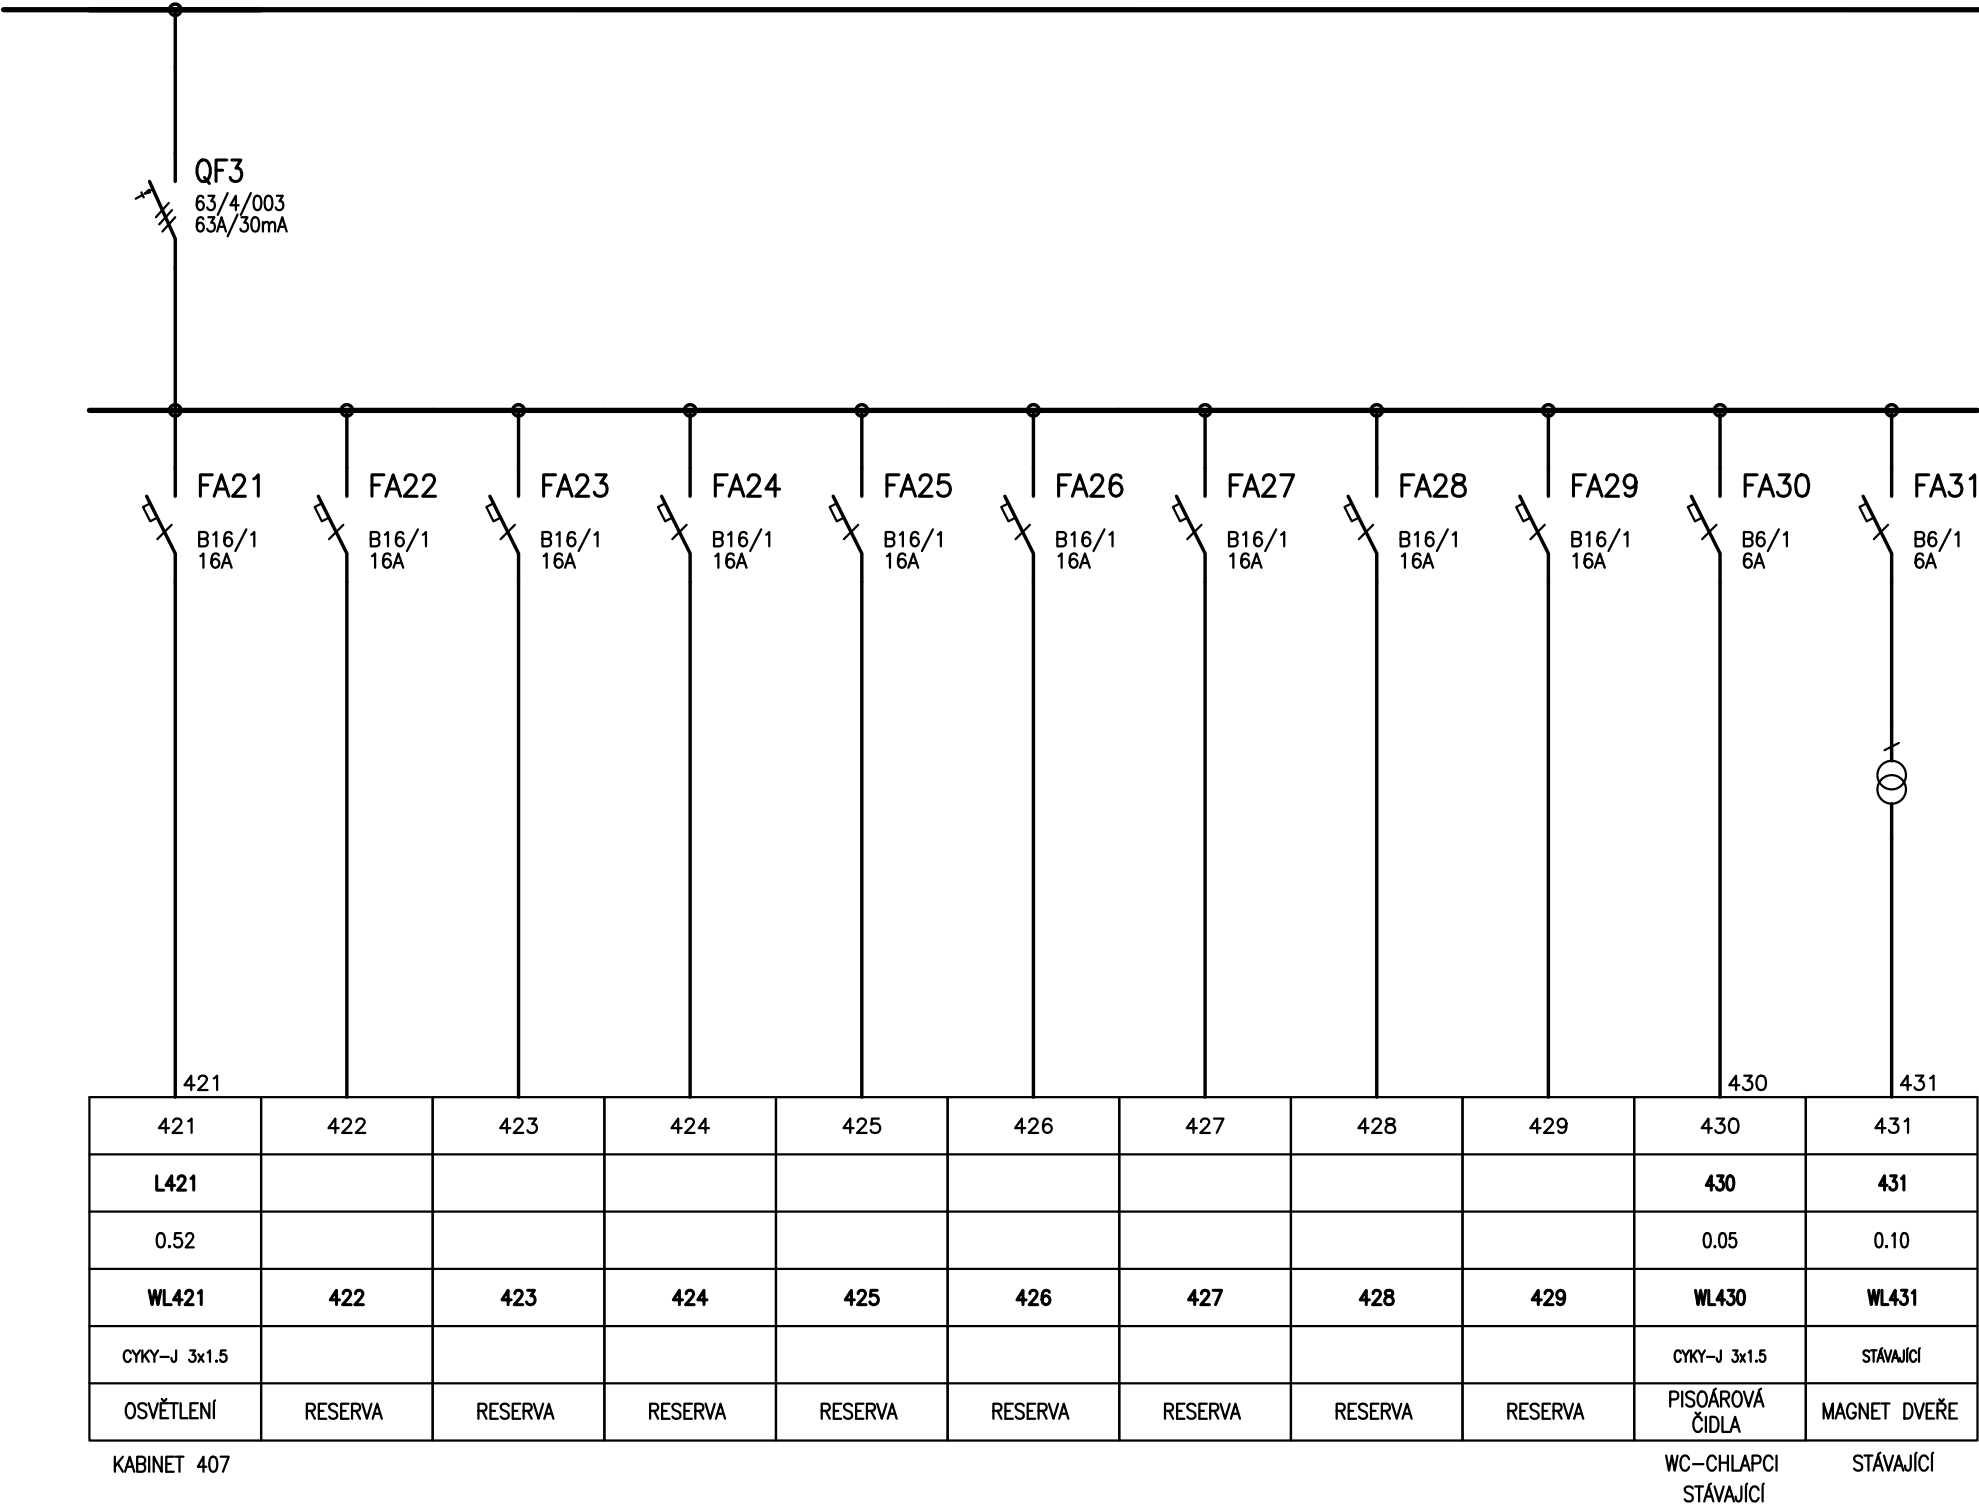 QF3
63/4/003
63A/30mA
FA21 FA22 FA23 FA24 FA25 FA26 FA27 FA28 FA29 FA30 FA31
B16/1 B16/1 B16/1 B16/1 B16/1 B16/1 B16/1 B16/1 B16/1 B6/1 B6/1
16A 16A 16A 16A 16A 16A 16A 16A 16A 6A 6A
421 430 431
421 422 423 424 425 426 427 428 429 430 431
L421 430 431
0.52 0.05 0.10
WL421 422 423 424 425 426 427 428 429 WL430 WL431
CYKY-J 3x1.5 CYKY-J 3x1.5 STÁVAJÍCÍ
OSVĚTLENÍ RESERVA RESERVA RESERVA RESERVA RESERVA RESERVA RESERVA RESERVA PISOÁROVÁ MAGNET DVEŘE
ČIDLA
KABINET 407 WC-CHLAPCI STÁVAJÍCÍ
STÁVAJÍCÍ